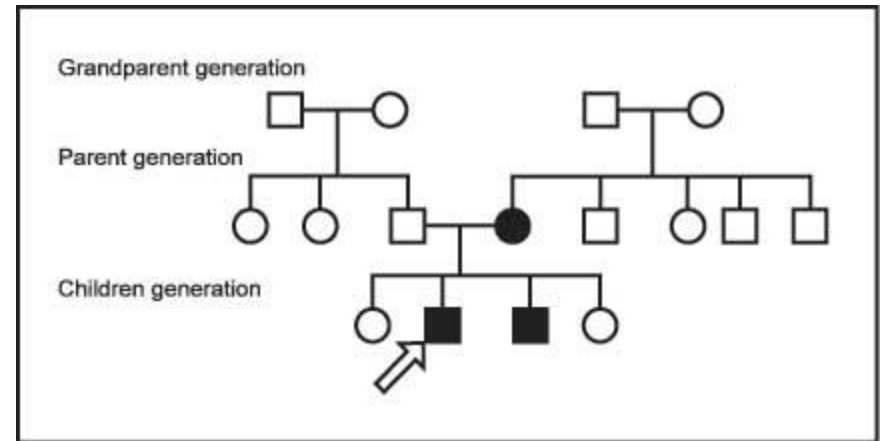 Grandparent generation
Parent generation
Children generation